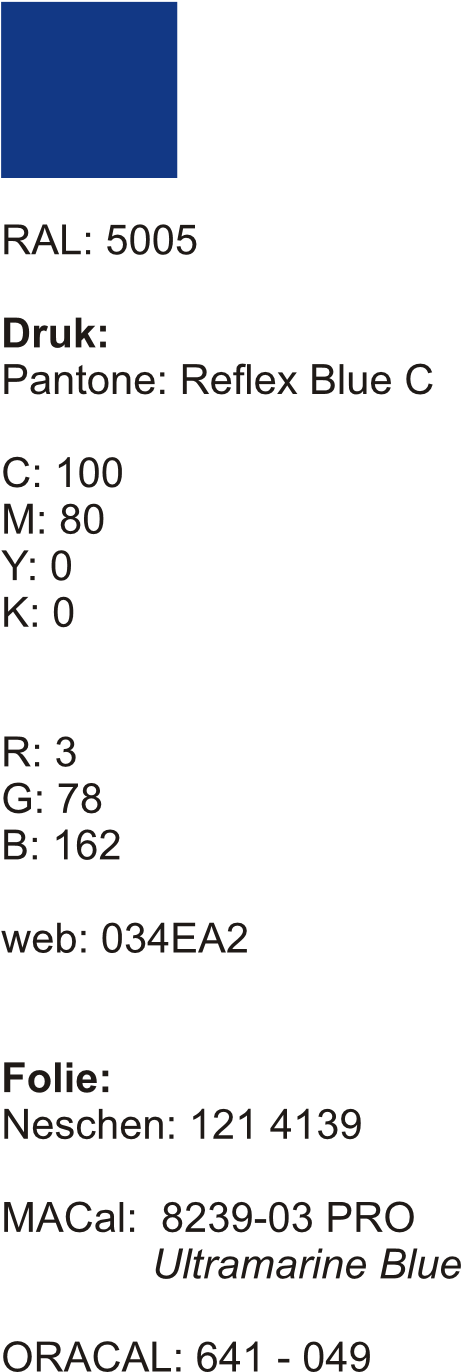 RAL: 5005
Druk:
Pantone: Reflex Blue C
C: 100
M: 80
Y: 0
K: 0
R: 3
G: 78
B: 162
web: 034EA2
Folie:
Neschen: 121 4139
MACal:  8239-03 PRO
Ultramarine Blue
ORACAL: 641 - 049